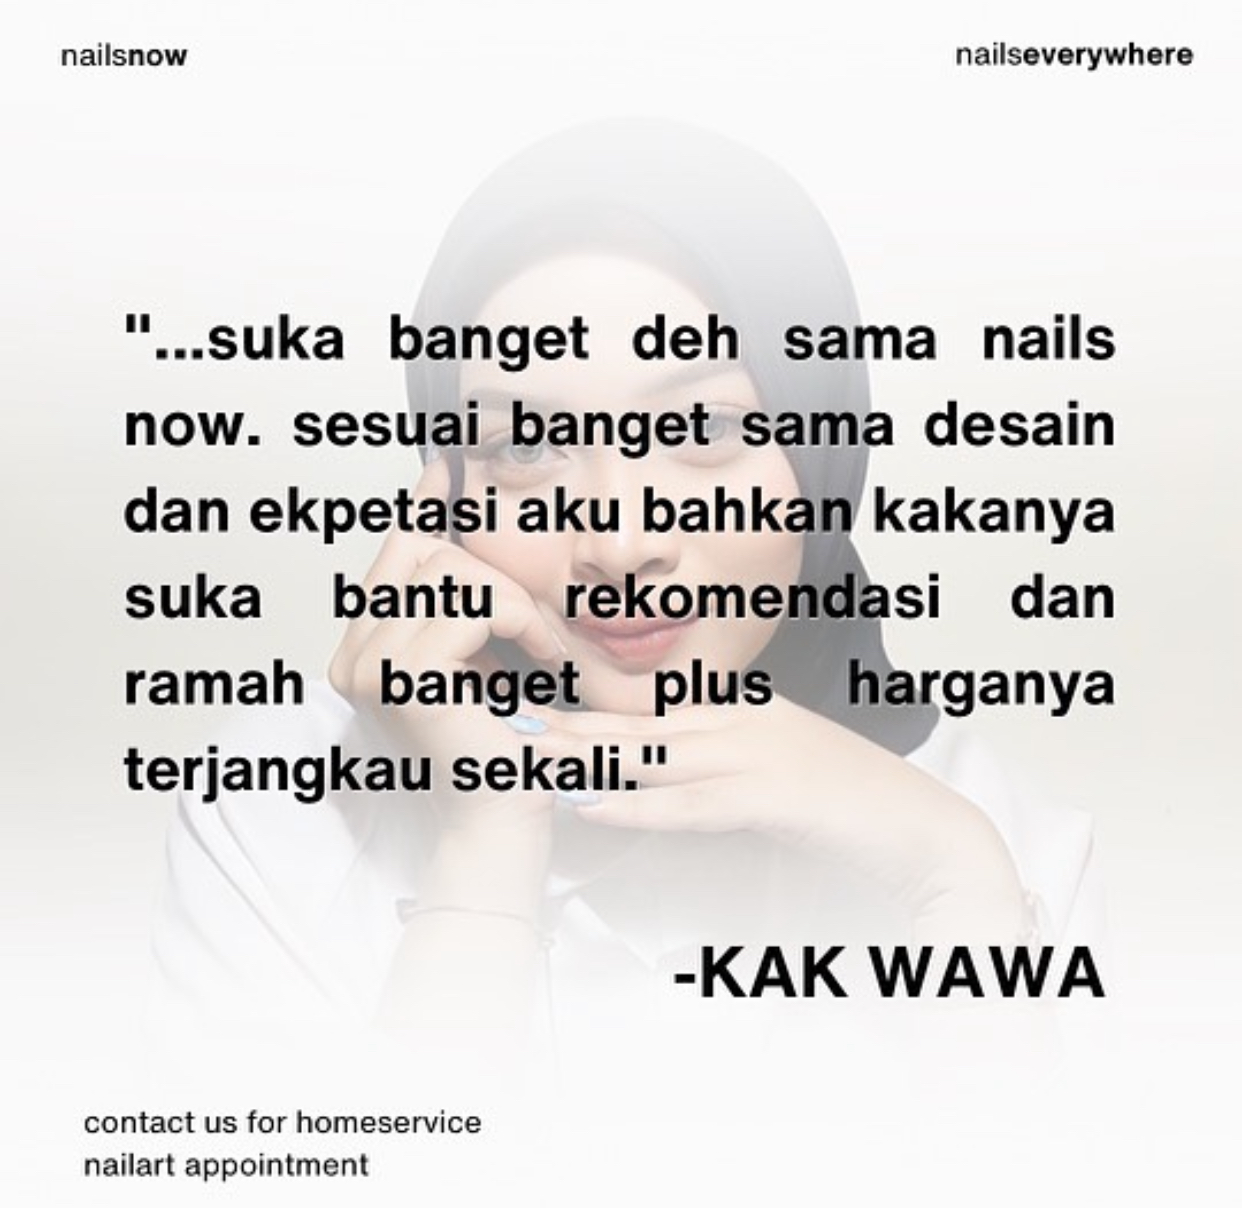 nailsnow
nailseverywhere
"...suka banget deh sama nails
now. sesuai banget sama desain
dan ekpetasi aku bahkan kakanya
suka bantu rekomendasi dan
ramah banget plus harganya
terjangkau sekali."
-KAK WAWA
contact us for homeservice
nailart appointment